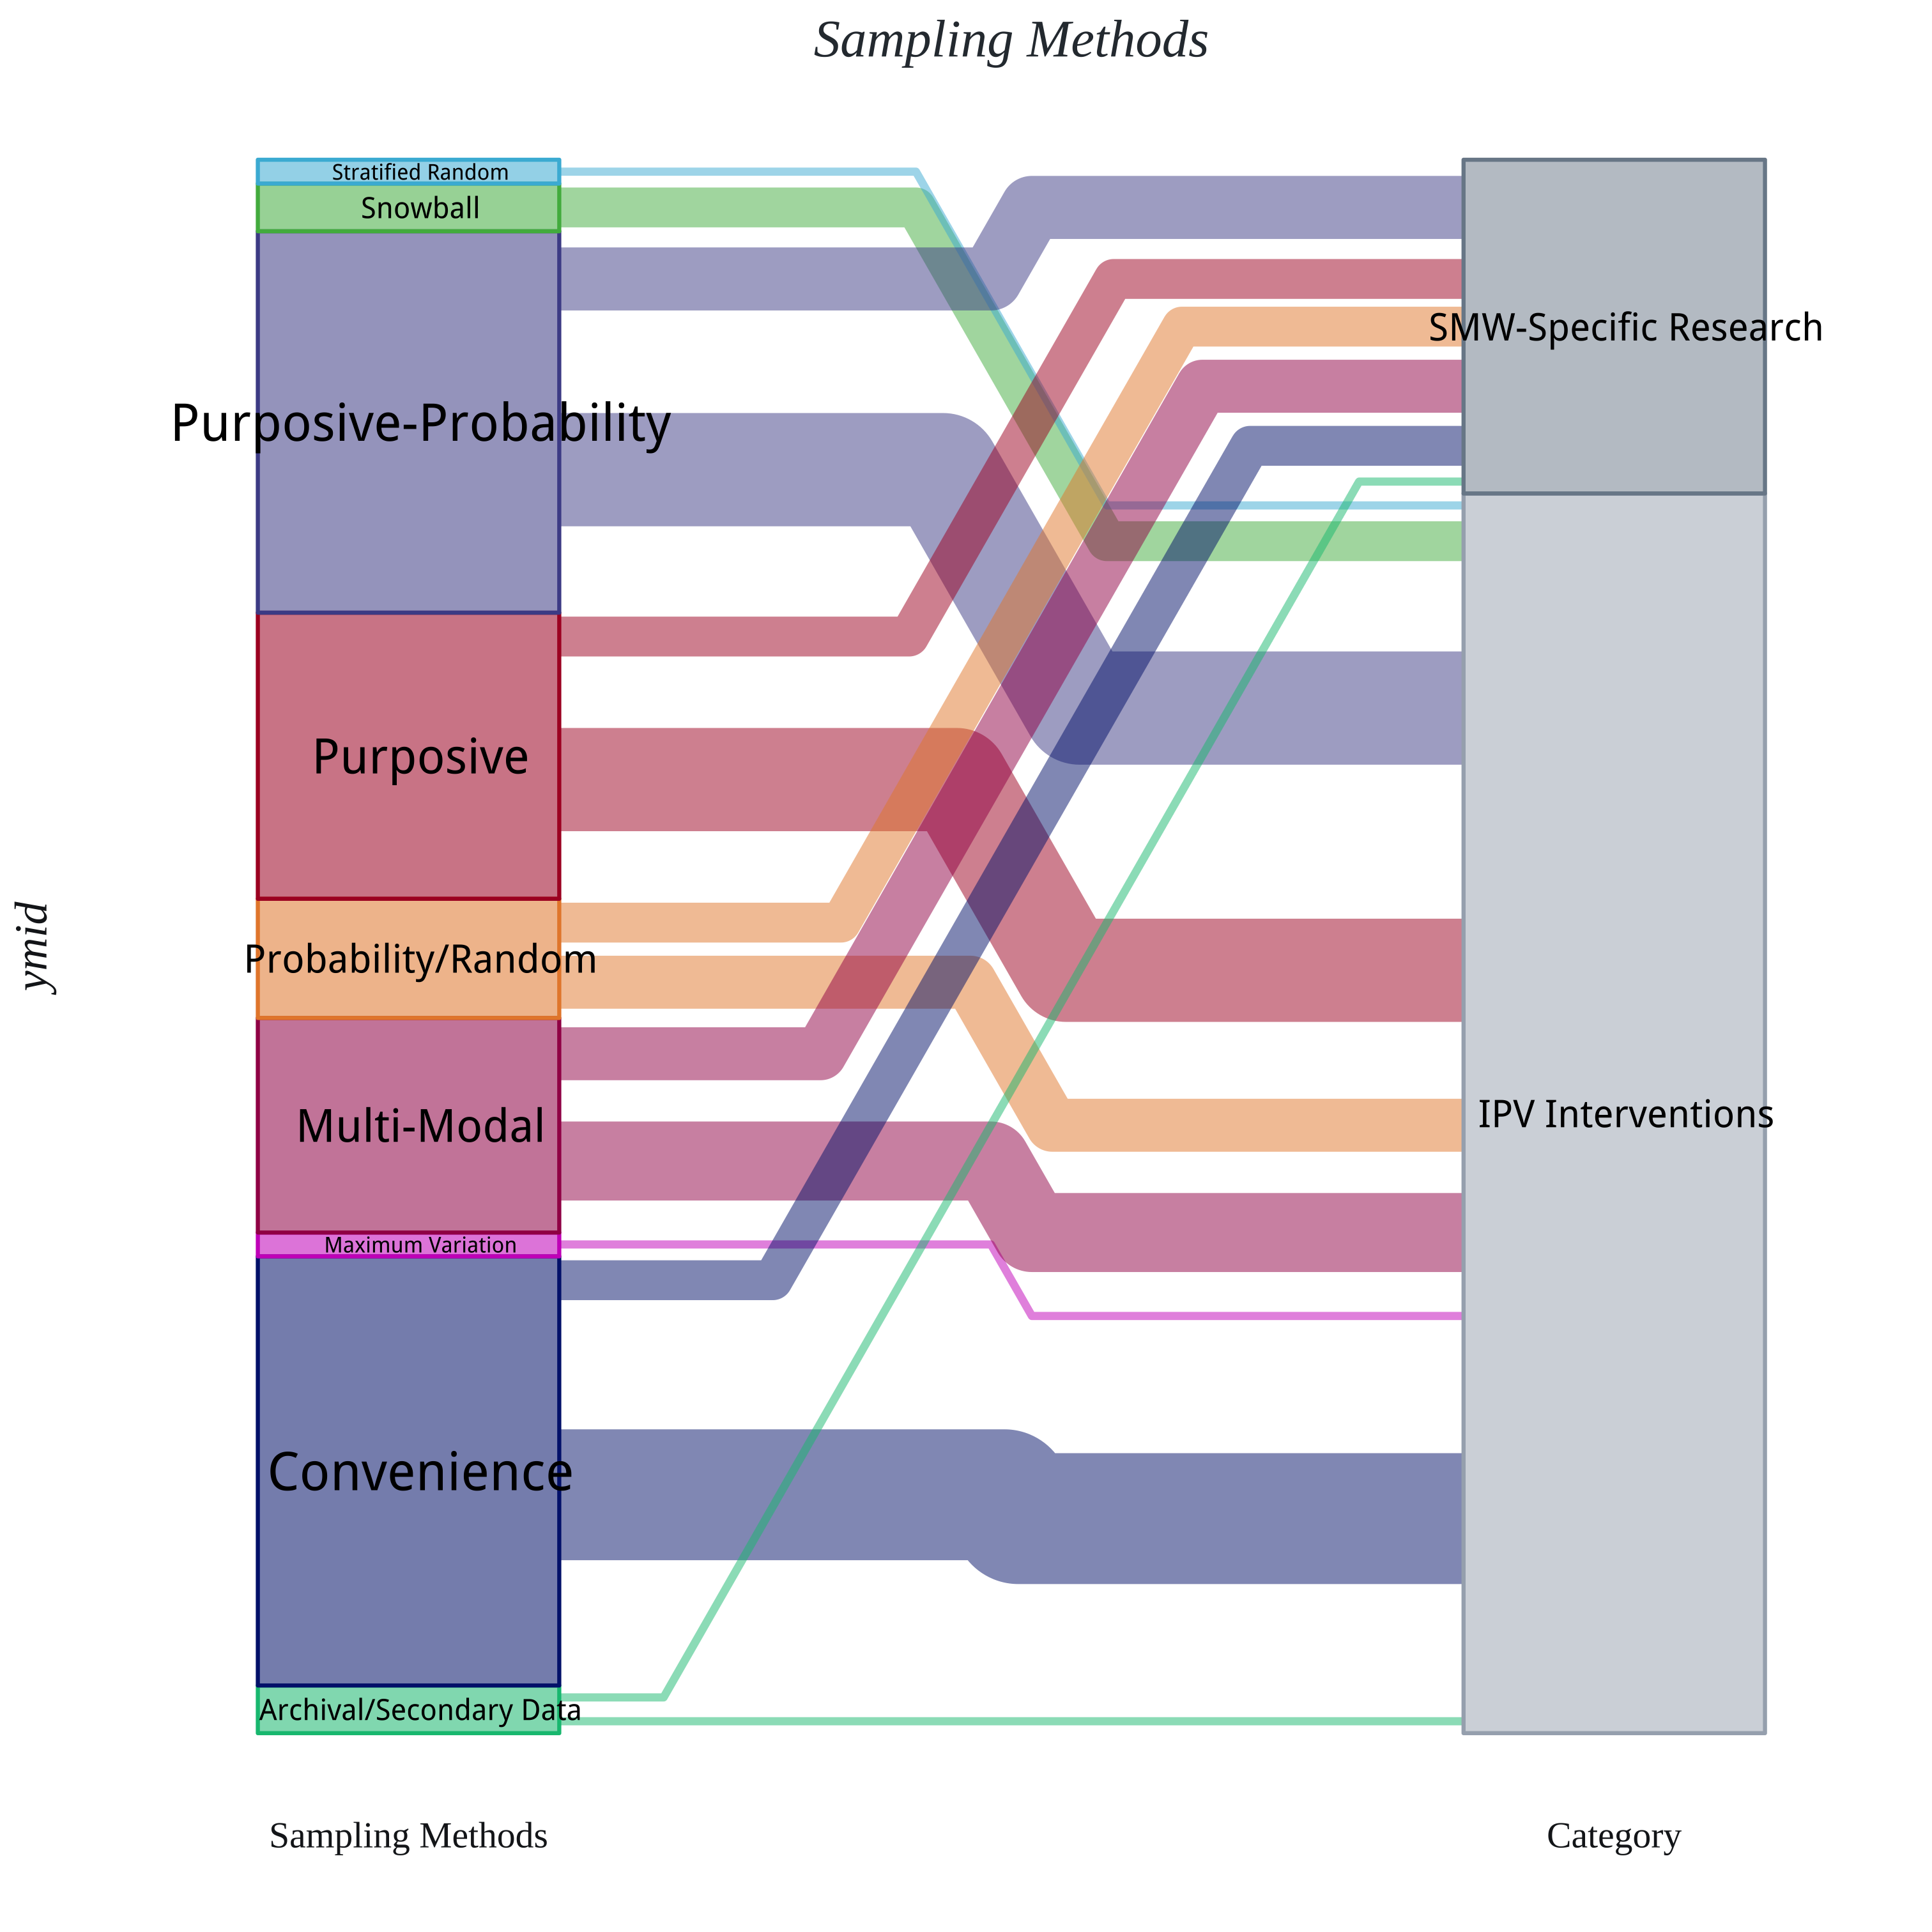 Sampling Methods
Stratified Random
Snowball
SMW-Specific Research
Purposive-Probability
Purposive
ymid
Probability/Random
IPV Interventions
Multi-Modal
Maximum Variation
Convenience
Archival/Secondary Data
Sampling Methods
Category